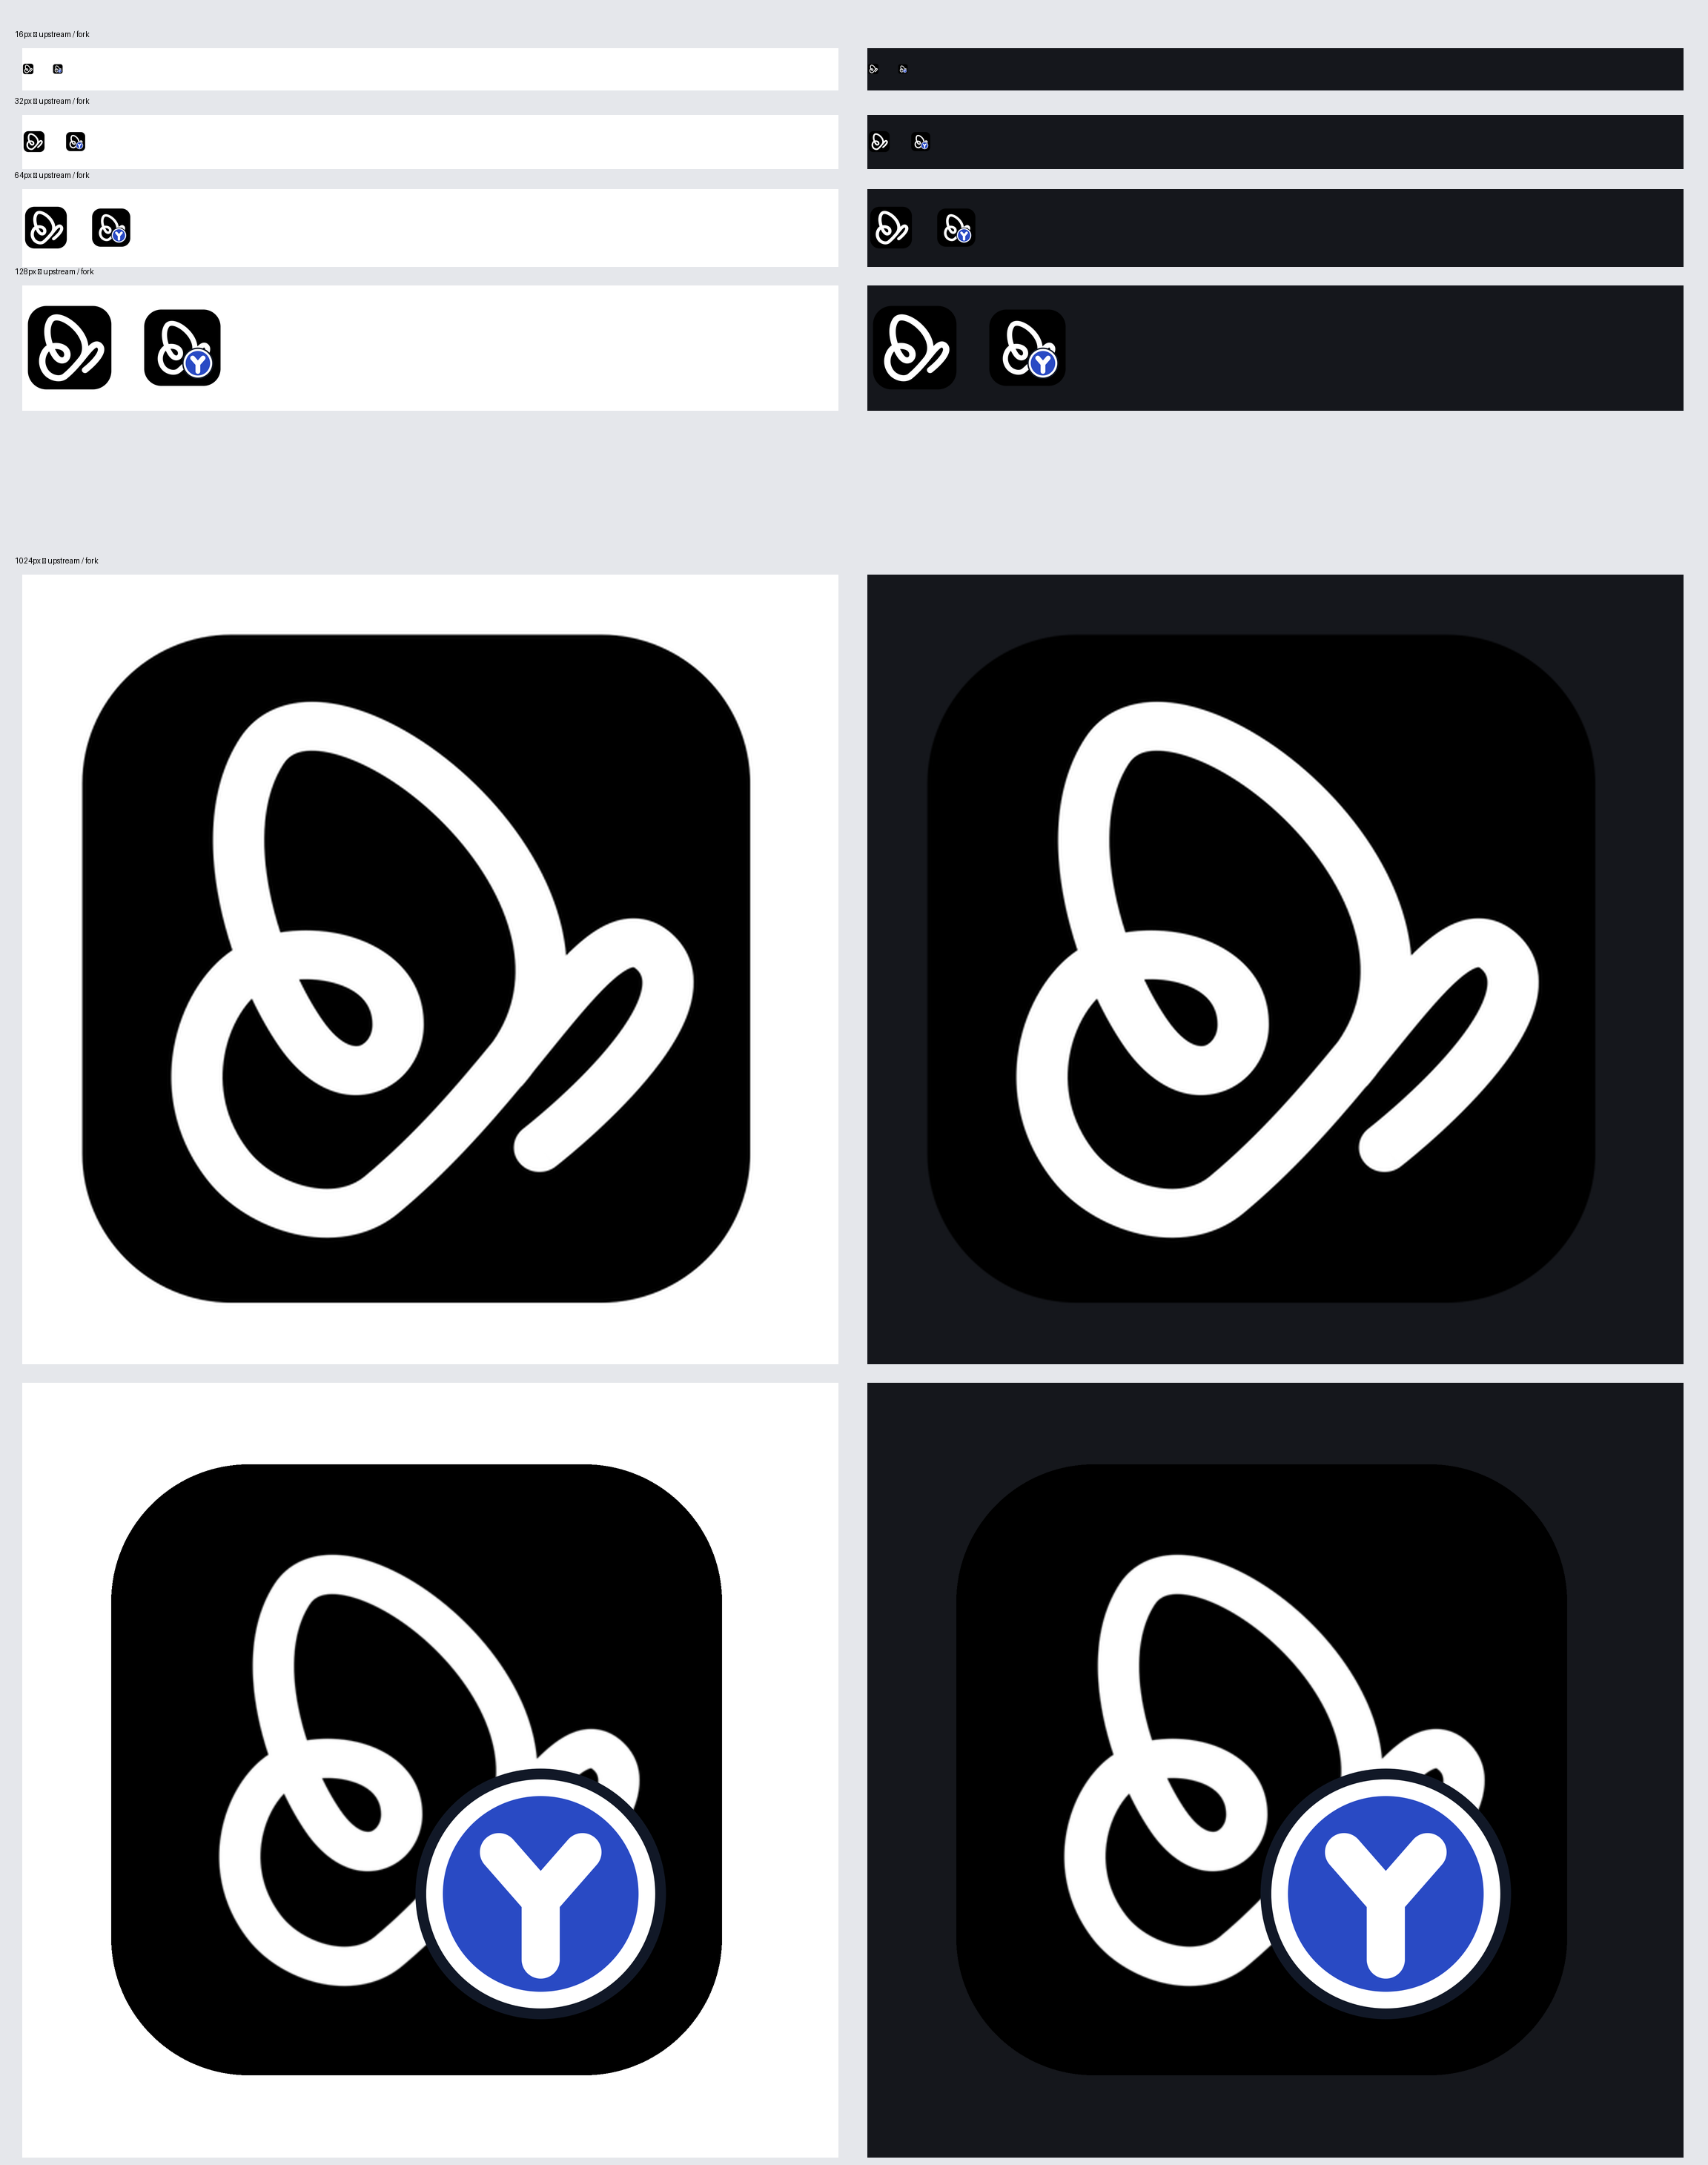 16px ▯ upstream / fork
32px ▯ upstream / fork
64px ▯ upstream / fork
128px ▯ upstream / fork
Y
Y
Y
Y
Y
Y
1024px ▯ upstream / fork
Y
Y